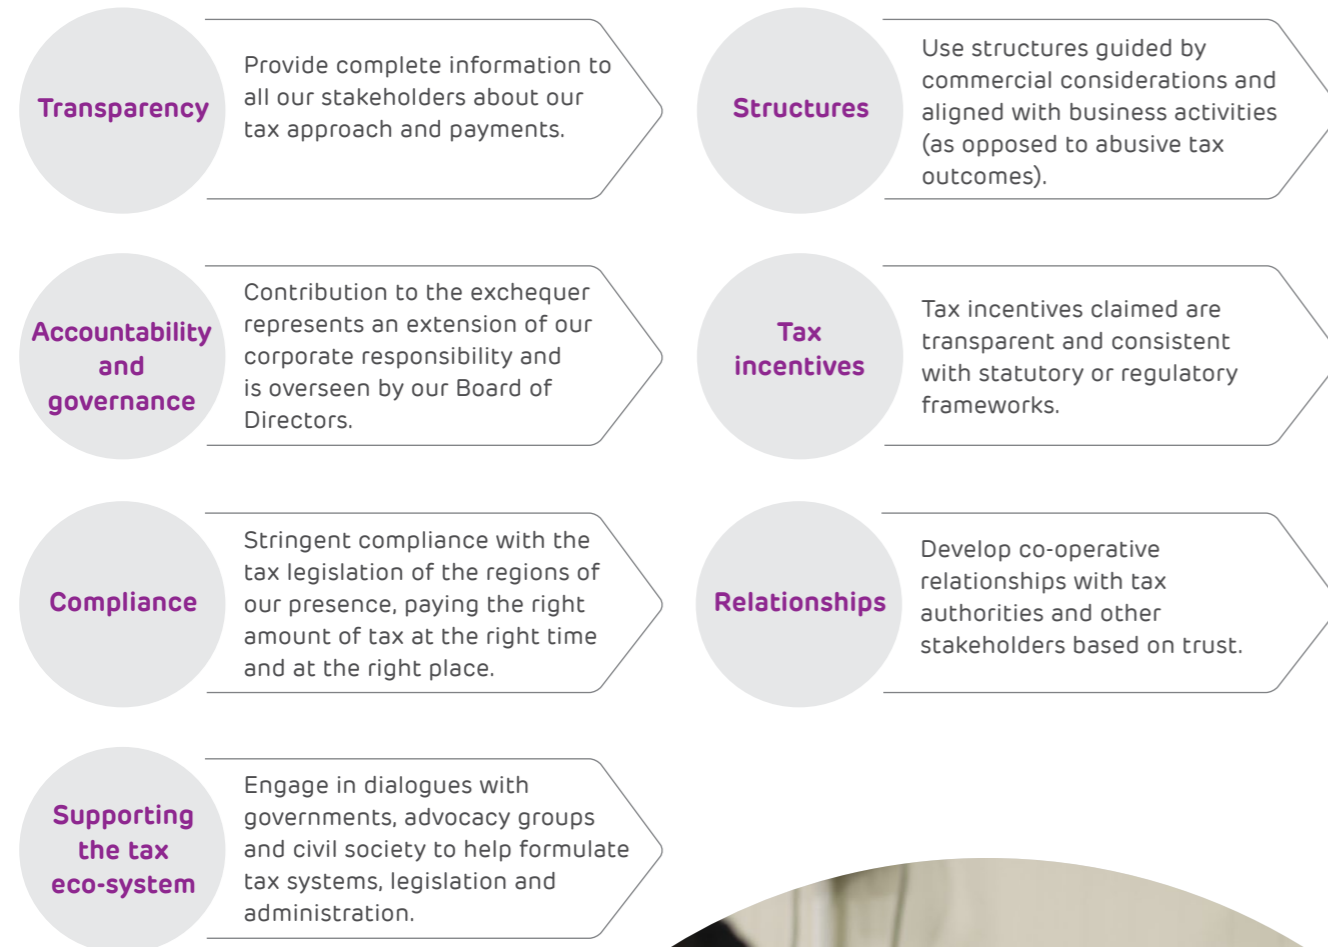 Transparency
Provide complete information to
all our stakeholders about our
tax approach and payments.
Structures
Use structures guided by
commercial considerations and
aligned with business activities
(as opposed to abusive tax
outcomes).
Accountability
and
governance
Contribution to the exchequer
represents an extension of our
corporate responsibility and
is overseen by our Board of
Directors.
Tax
incentives
Tax incentives claimed are
transparent and consistent
with statutory or regulatory
frameworks.
Compliance
Stringent compliance with the
tax legislation of the regions of
our presence, paying the right
amount of tax at the right time
and at the right place.
Relationships
Develop co-operative
relationships with tax
authorities and other
stakeholders based on trust.
Supporting
the tax
eco-system
Engage in dialogues with
governments, advocacy groups
and civil society to help formulate
tax systems, legislation and
administration.